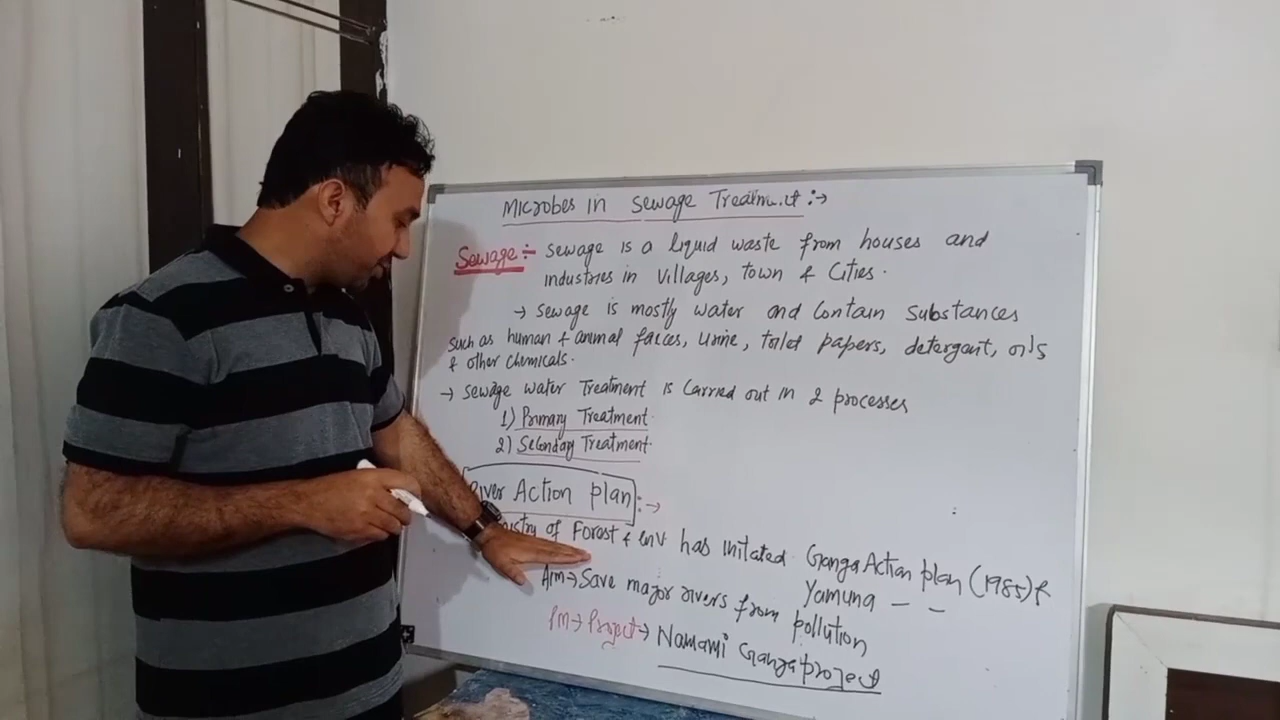 Microbes in Sewage Treatment :→
Sewage ÷ Sewage is a liquid waste from houses and
industries in villages, town & Cities.
→ Sewage is mostly water and Contain Substances
such as human & animal faeces, urine, toilet papers, detergent, oils
& other chemicals.
→ Sewage water Treatment is Carried out in 2 processes
1) Primary Treatment
2) Secondary Treatment
River Action plan :→
of Forest & env has initated Ganga Action plan (1985) &
Yamuna — —
Aim → Save major rivers from pollution
PM → Project → Namami Ganga project